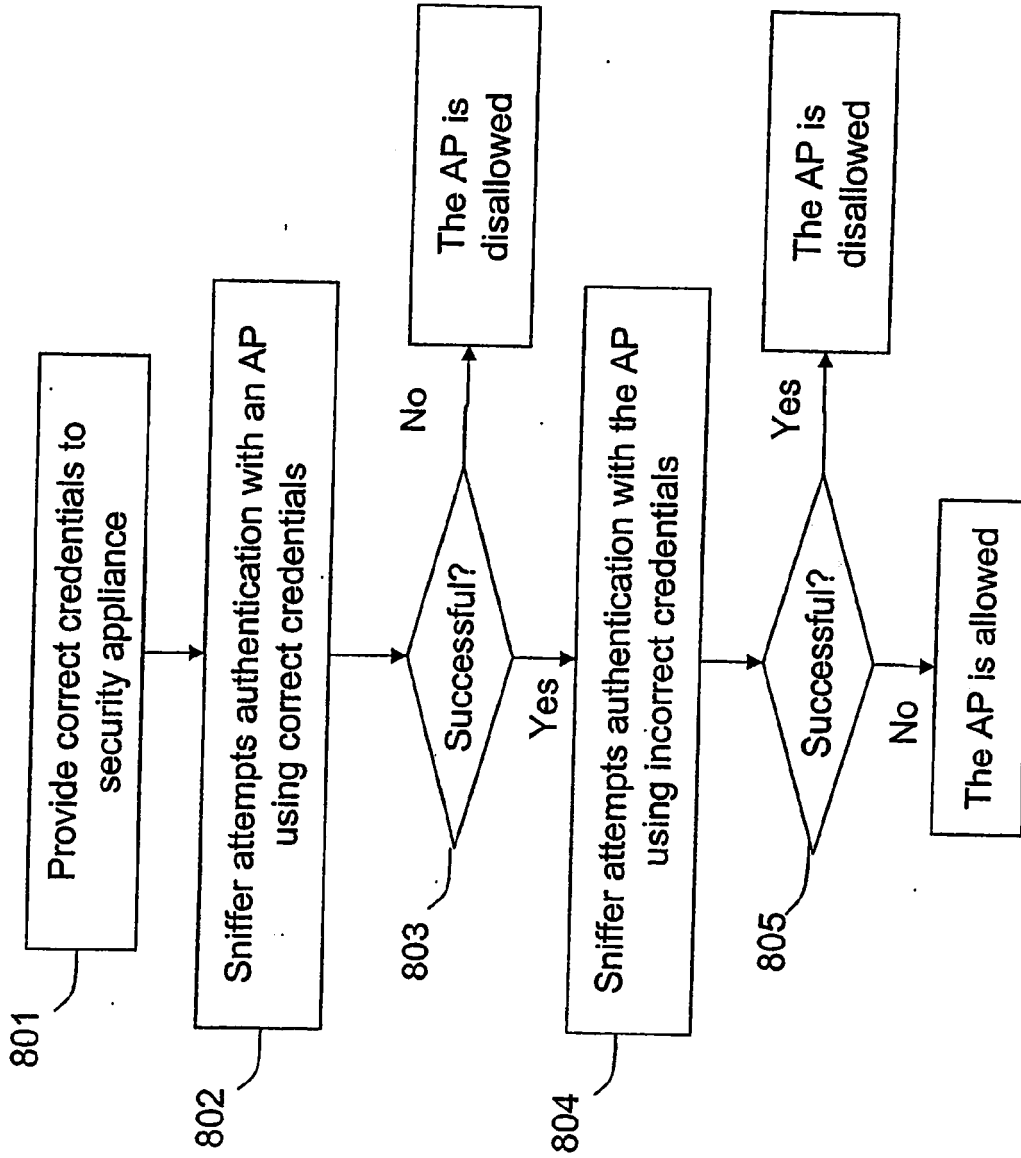 801
Provide correct credentials to
security appliance
802
Sniffer attempts authentication with an AP
using correct credentials
803
Successful?
No
The AP is
disallowed
Yes
804
Sniffer attempts authentication with the AP
using incorrect credentials
805
Successful?
Yes
The AP is
disallowed
No
The AP is allowed